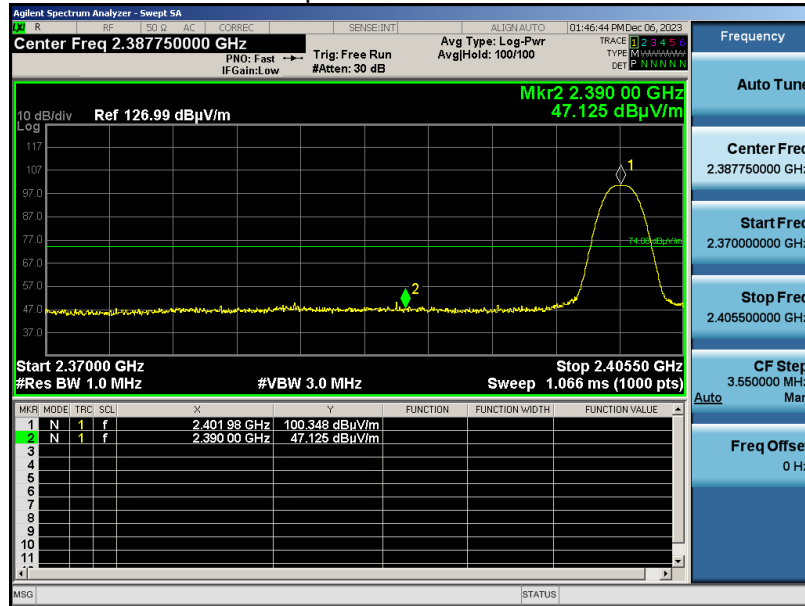 Agilent Spectrum Analyzer - Swept SA
LXI R RF 50 Ω AC CORREC SENSE:INT ALIGN AUTO 01:46:44 PM Dec 06, 2023
Center Freq 2.387750000 GHz
PNO: Fast
IFGain:Low
Trig: Free Run
#Atten: 30 dB
Avg Type: Log-Pwr
Avg|Hold: 100/100
TRACE 1 2 3 4 5 6
TYPE M WWWWW
DET P N N N N N
Mkr2 2.390 00 GHz
47.125 dBµV/m
10 dB/div Ref 126.99 dBµV/m
Log
117
107
97.0
87.0
77.0
67.0
57.0
47.0
37.0
1
2
74.00 dBµV/m
Start 2.37000 GHz Stop 2.40550 GHz
#Res BW 1.0 MHz #VBW 3.0 MHz Sweep 1.066 ms (1000 pts)
MKR MODE TRC SCL X Y FUNCTION FUNCTION WIDTH FUNCTION VALUE
1 N 1 f 2.401 98 GHz 100.348 dBµV/m
2 N 1 f 2.390 00 GHz 47.125 dBµV/m
3
4
5
6
7
8
9
10
11
MSG STATUS
Frequency
Auto Tune
Center Freq
2.387750000 GHz
Start Freq
2.370000000 GHz
Stop Freq
2.405500000 GHz
CF Step
3.550000 MHz
Auto Man
Freq Offset
0 Hz